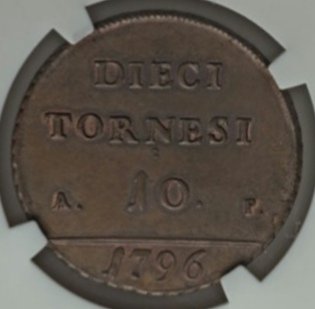 DIECI
TORNESI
A. 10. P.
1796